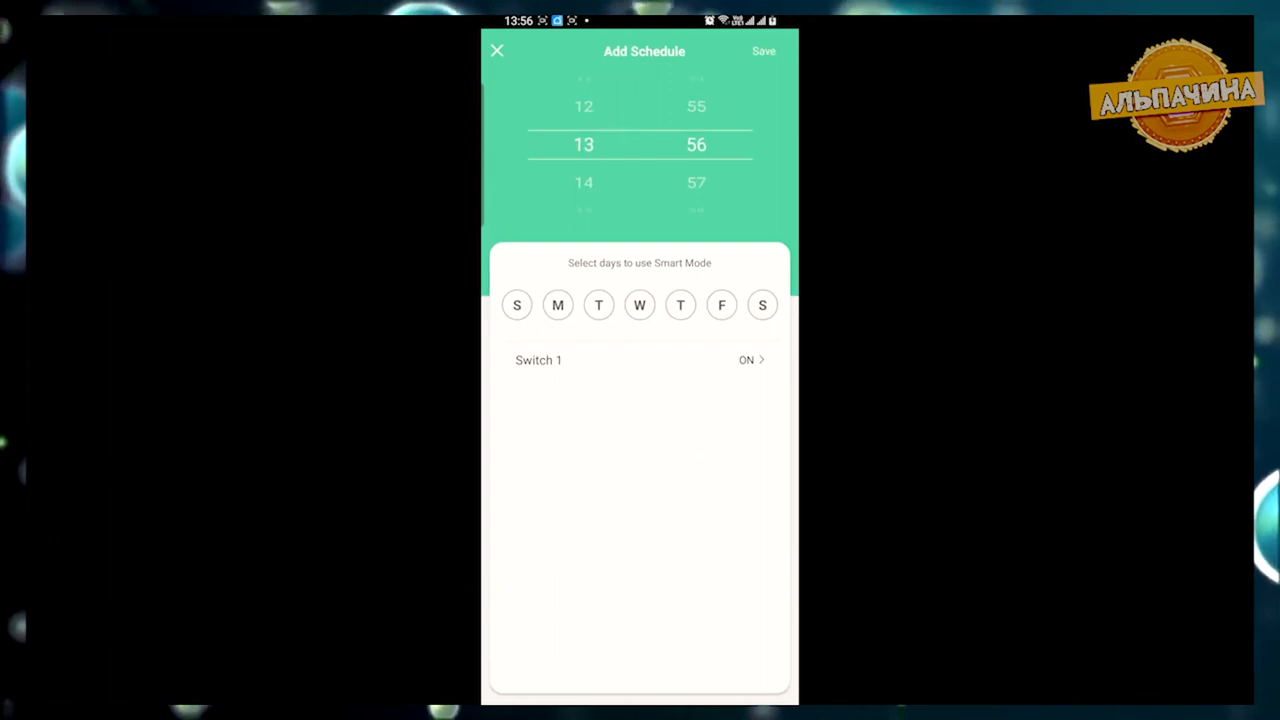 13:56
Add Schedule
Save
12 55
13 56
14 57
Select days to use Smart Mode
S M T W T F S
Switch 1
ON
АЛЬПАЧИНА